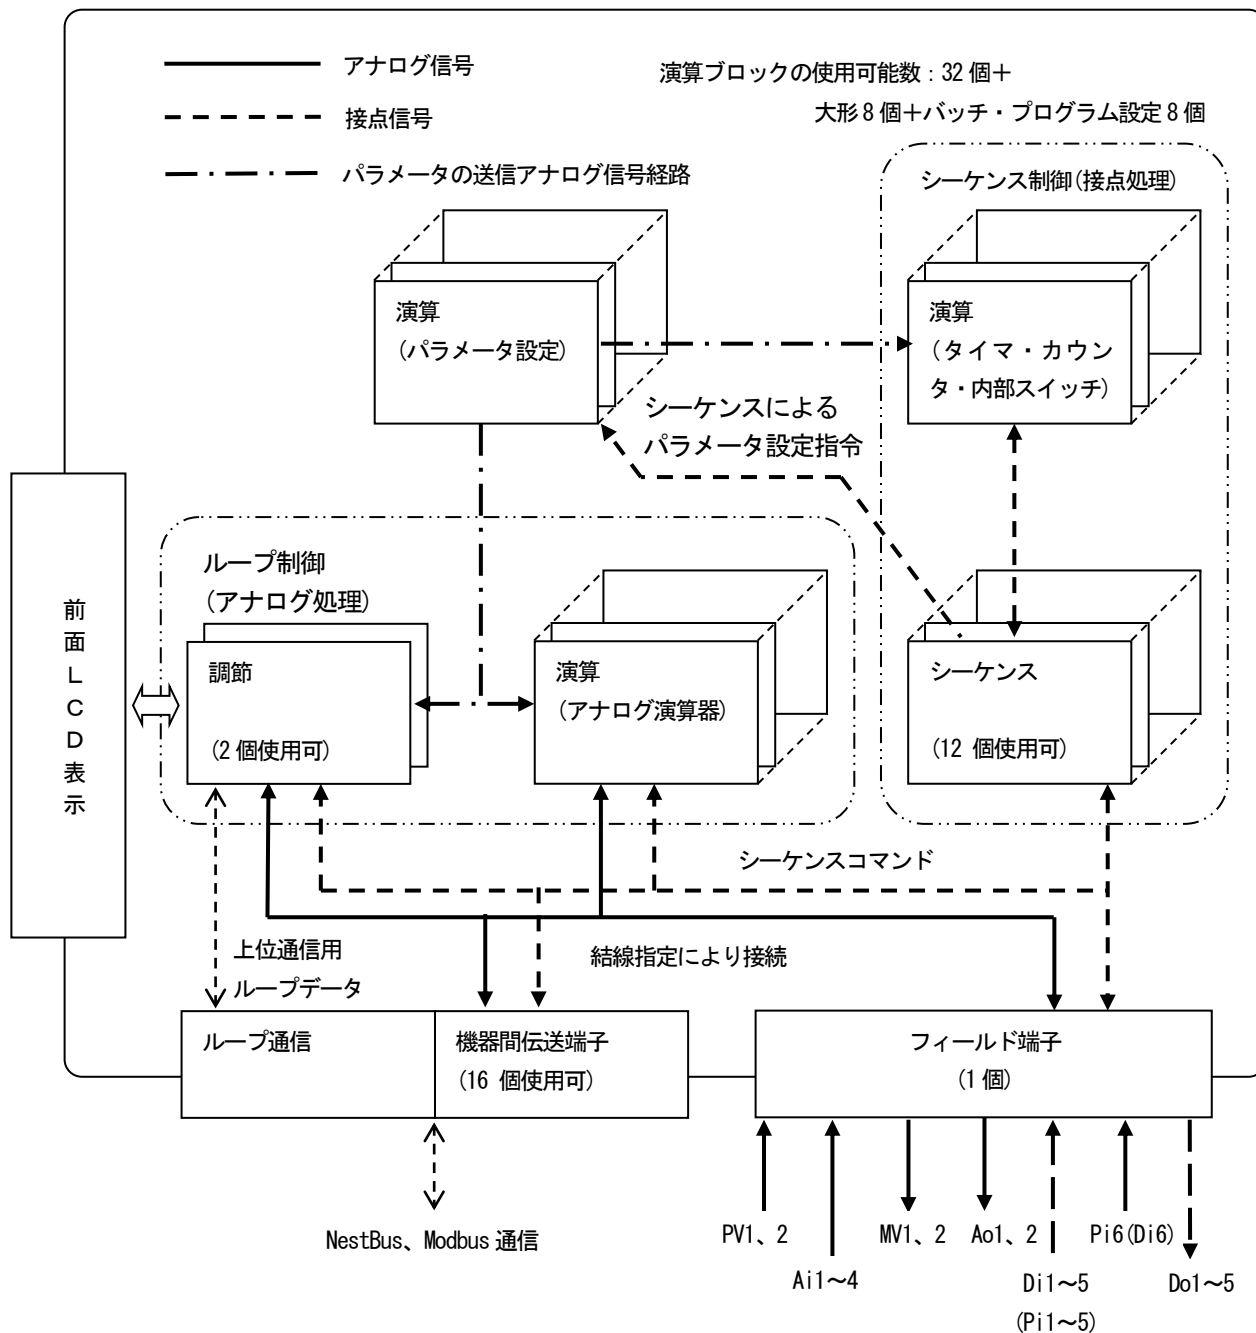 アナログ信号
接点信号
パラメータの送信アナログ信号経路
演算ブロックの使用可能数：32 個＋
大形 8 個＋バッチ・プログラム設定 8 個
シーケンス制御(接点処理)
演算
(パラメータ設定)
演算
(タイマ・カウン
タ・内部スイッチ)
シーケンスによる
パラメータ設定指令
ループ制御
(アナログ処理)
調節
(2 個使用可)
演算
(アナログ演算器)
シーケンス
(12 個使用可)
前面ＬＣＤ表示
シーケンスコマンド
上位通信用
ループデータ
結線指定により接続
ループ通信
機器間伝送端子
(16 個使用可)
フィールド端子
(1 個)
NestBus、Modbus 通信
PV1、2
MV1、2
Ao1、2
Pi6(Di6)
Ai1～4
Di1～5
(Pi1～5)
Do1～5